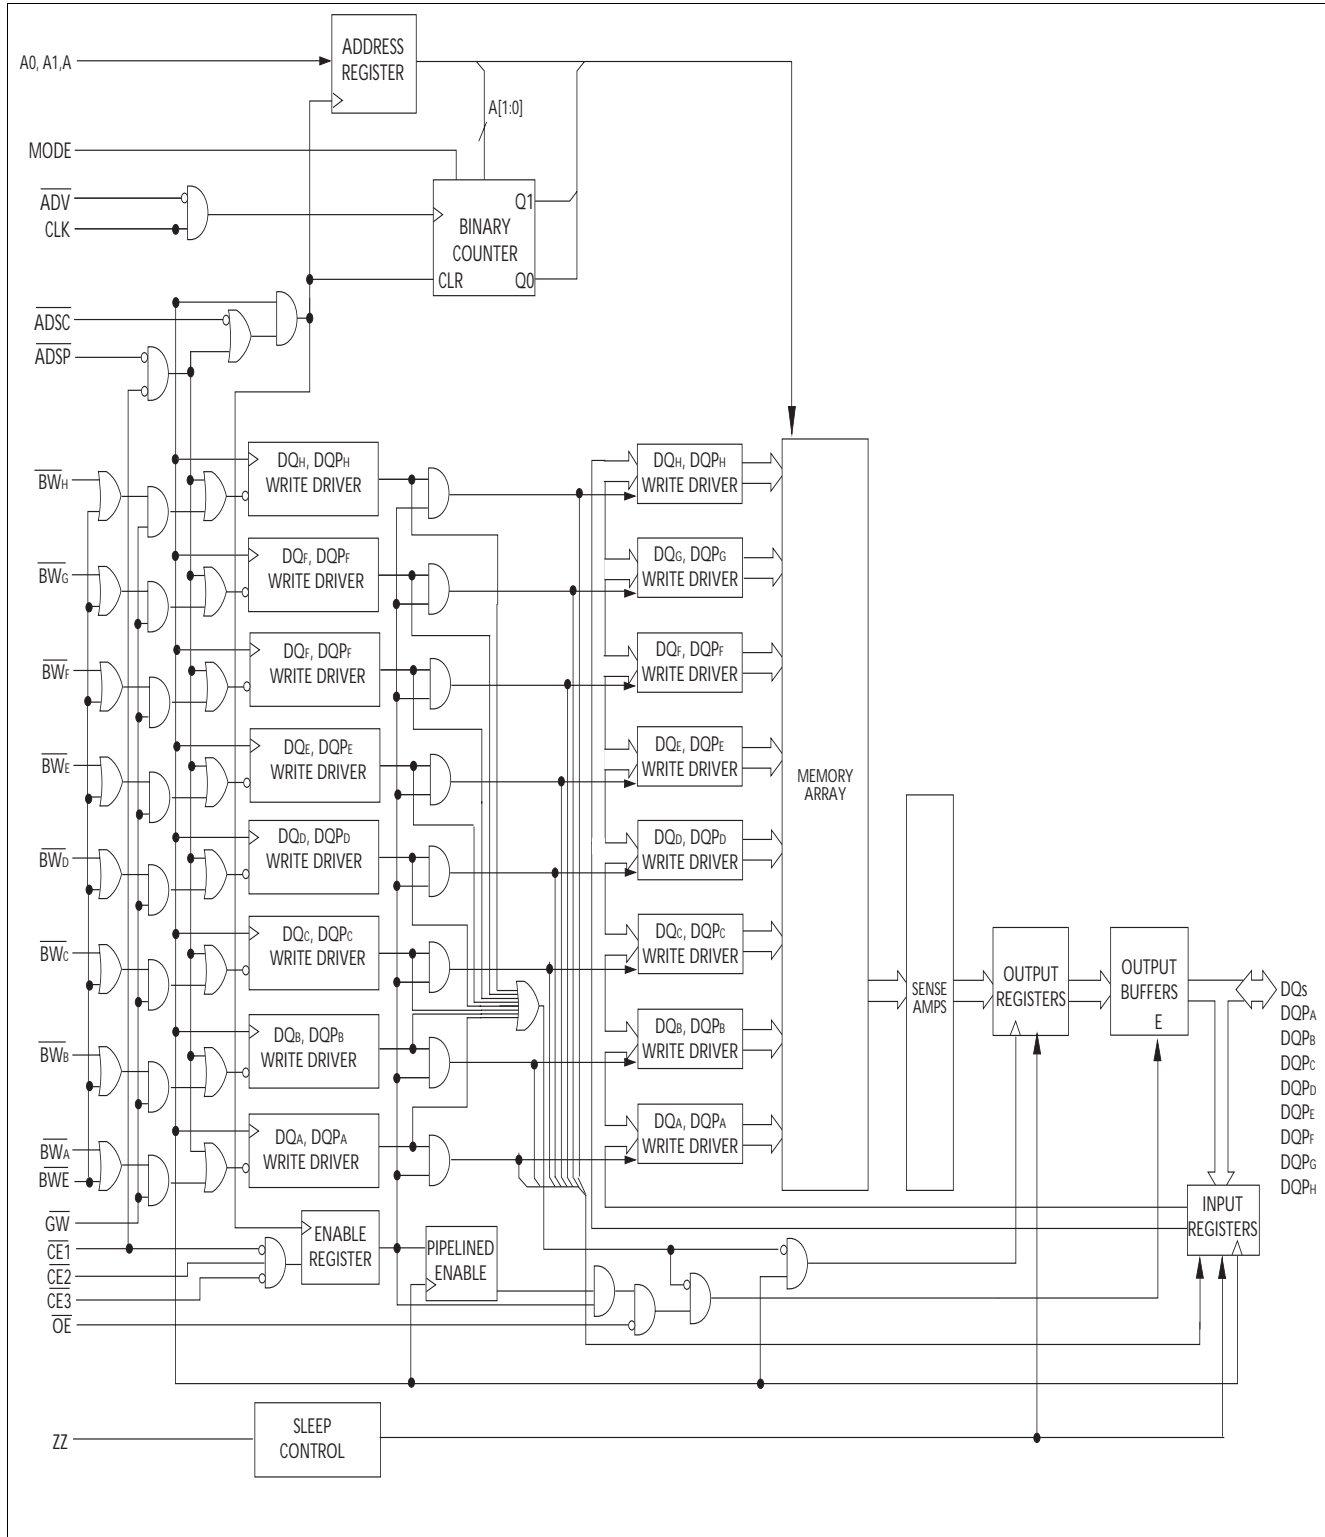 A0, A1,A
ADDRESS
REGISTER
A[1:0]
MODE
ADV
CLK
BINARY
COUNTER
CLR
Q1
Q0
ADSC
ADSP
BWH
DQH, DQPH
WRITE DRIVER
DQH, DQPH
WRITE DRIVER
BWG
DQF, DQPF
WRITE DRIVER
DQG, DQPG
WRITE DRIVER
BWF
DQF, DQPF
WRITE DRIVER
DQF, DQPF
WRITE DRIVER
BWE
DQE, DQPE
WRITE DRIVER
DQE, DQPE
WRITE DRIVER
MEMORY
ARRAY
BWD
DQD, DQPD
WRITE DRIVER
DQD, DQPD
WRITE DRIVER
BWC
DQC, DQPC
WRITE DRIVER
DQC, DQPC
WRITE DRIVER
SENSE
AMPS
OUTPUT
REGISTERS
OUTPUT
BUFFERS
E
DQs
DQPA
DQPB
DQPC
DQPD
DQPE
DQPF
DQPG
DQPH
BWB
DQB, DQPB
WRITE DRIVER
DQB, DQPB
WRITE DRIVER
BWA
BWE
DQA, DQPA
WRITE DRIVER
DQA, DQPA
WRITE DRIVER
INPUT
REGISTERS
GW
CE1
CE2
CE3
OE
ENABLE
REGISTER
PIPELINED
ENABLE
ZZ
SLEEP
CONTROL